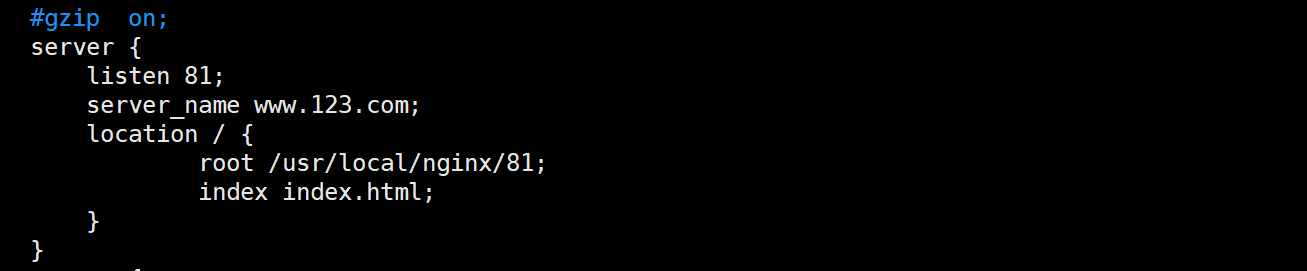 #gzip  on;
server {
    listen 81;
    server_name www.123.com;
    location / {
            root /usr/local/nginx/81;
            index index.html;
    }
}